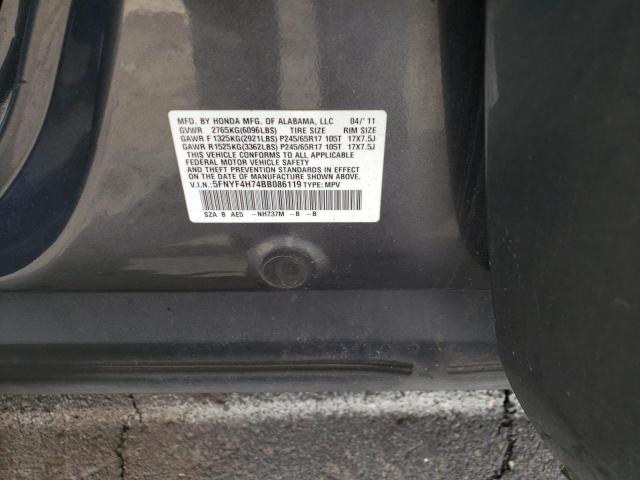 MFD. BY HONDA MFG. OF ALABAMA, LLC 04/'11
GVWR 2765KG(6096LBS) TIRE SIZE RIM SIZE
GAWR F1325KG(2921LBS) P245/65R17 105T 17X7.5J
GAWR R1525KG(3362LBS) P245/65R17 105T 17X7.5J
THIS VEHICLE CONFORMS TO ALL APPLICABLE
FEDERAL MOTOR VEHICLE SAFETY
AND THEFT PREVENTION STANDARDS IN EFFECT
ON THE DATE OF MANUFACTURE SHOWN ABOVE.
V.I.N.:5FNYF4H74BB086119 TYPE: MPV
SZA B AE5 -NH737M -B -B